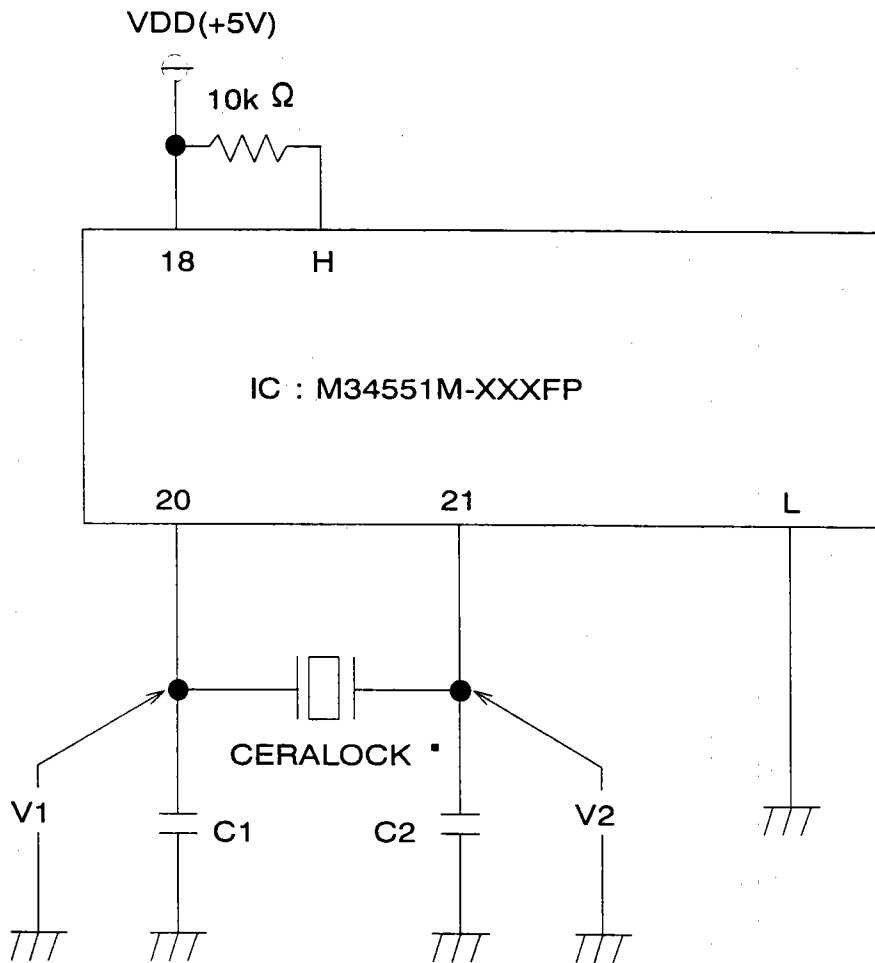 VDD(+5V)
10k Ω
18 H
IC : M34551M-XXXFP
20 21 L
CERALOCK
V1 C1 C2 V2